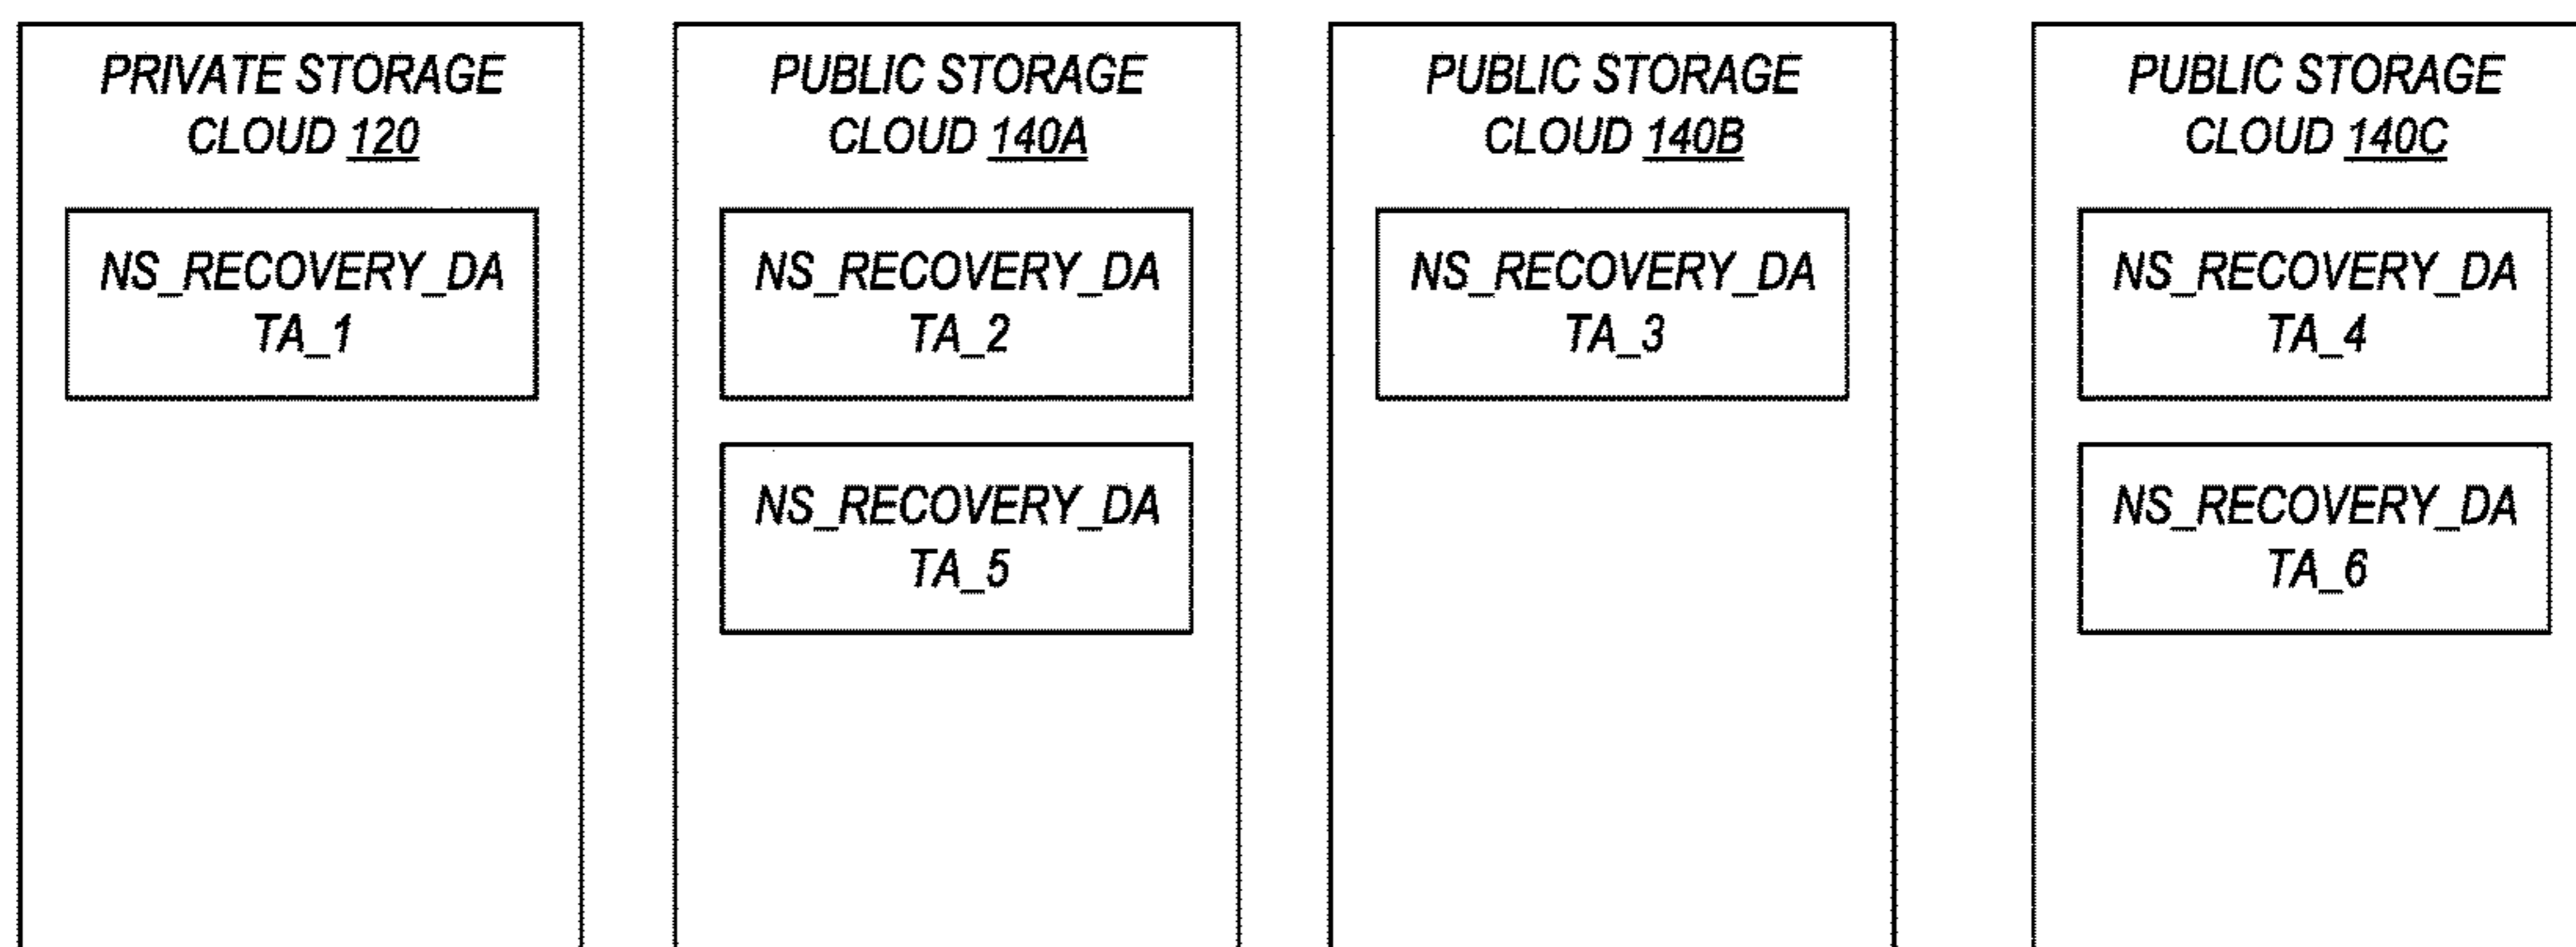 PRIVATE STORAGE
CLOUD 120
NS_RECOVERY_DA
TA_1
PUBLIC STORAGE
CLOUD 140A
NS_RECOVERY_DA
TA_2
NS_RECOVERY_DA
TA_5
PUBLIC STORAGE
CLOUD 140B
NS_RECOVERY_DA
TA_3
PUBLIC STORAGE
CLOUD 140C
NS_RECOVERY_DA
TA_4
NS_RECOVERY_DA
TA_6